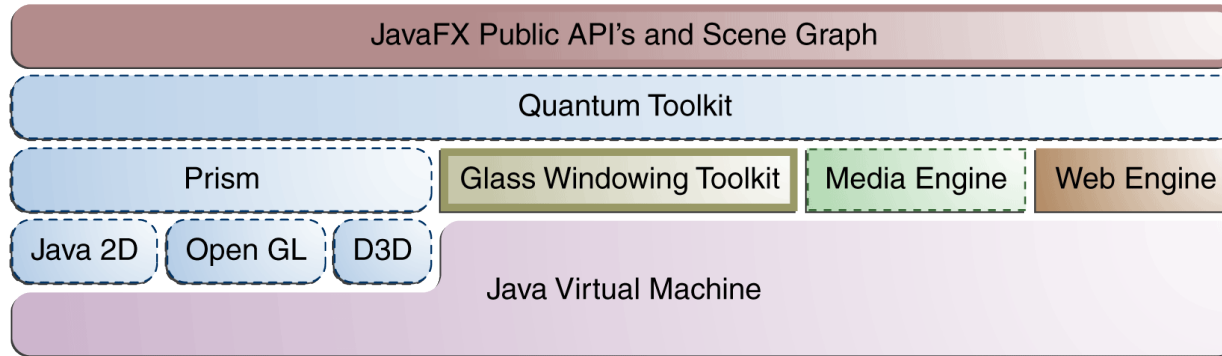 JavaFX Public API's and Scene Graph
Quantum Toolkit
Prism
Glass Windowing Toolkit
Media Engine
Web Engine
Java 2D
Open GL
D3D
Java Virtual Machine